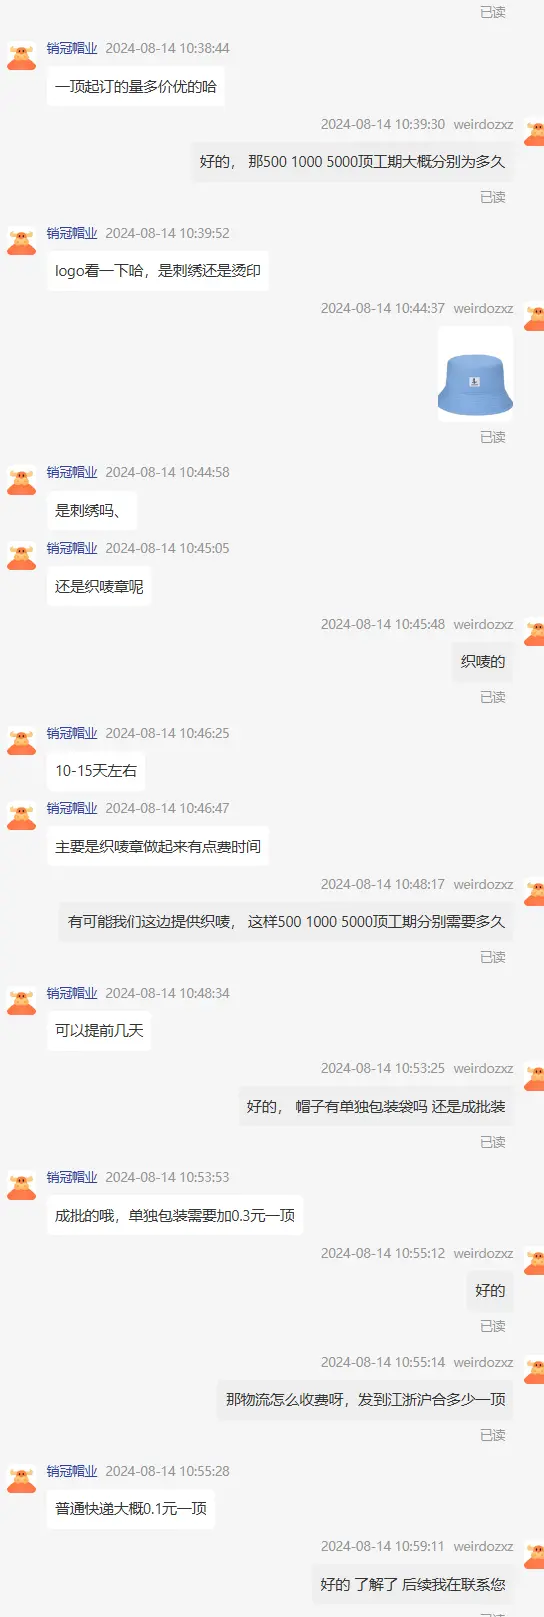 已读
销冠帽业 2024-08-14 10:38:44
一顶起订的量多价优的哈
2024-08-14 10:39:30 weirdozxz
好的， 那500 1000 5000顶工期大概分别为多久
已读
销冠帽业 2024-08-14 10:39:52
logo看一下哈，是刺绣还是烫印
2024-08-14 10:44:37 weirdozxz
已读
销冠帽业 2024-08-14 10:44:58
是刺绣吗、
销冠帽业 2024-08-14 10:45:05
还是织唛章呢
2024-08-14 10:45:48 weirdozxz
织唛的
已读
销冠帽业 2024-08-14 10:46:25
10-15天左右
销冠帽业 2024-08-14 10:46:47
主要是织唛章做起来有点费时间
2024-08-14 10:48:17 weirdozxz
有可能我们这边提供织唛， 这样500 1000 5000顶工期分别需要多久
已读
销冠帽业 2024-08-14 10:48:34
可以提前几天
2024-08-14 10:53:25 weirdozxz
好的， 帽子有单独包装袋吗 还是成批装
已读
销冠帽业 2024-08-14 10:53:53
成批的哦，单独包装需要加0.3元一顶
2024-08-14 10:55:12 weirdozxz
好的
已读
2024-08-14 10:55:14 weirdozxz
那物流怎么收费呀，发到江浙沪合多少一顶
已读
销冠帽业 2024-08-14 10:55:28
普通快递大概0.1元一顶
2024-08-14 10:59:11 weirdozxz
好的 了解了 后续我在联系您